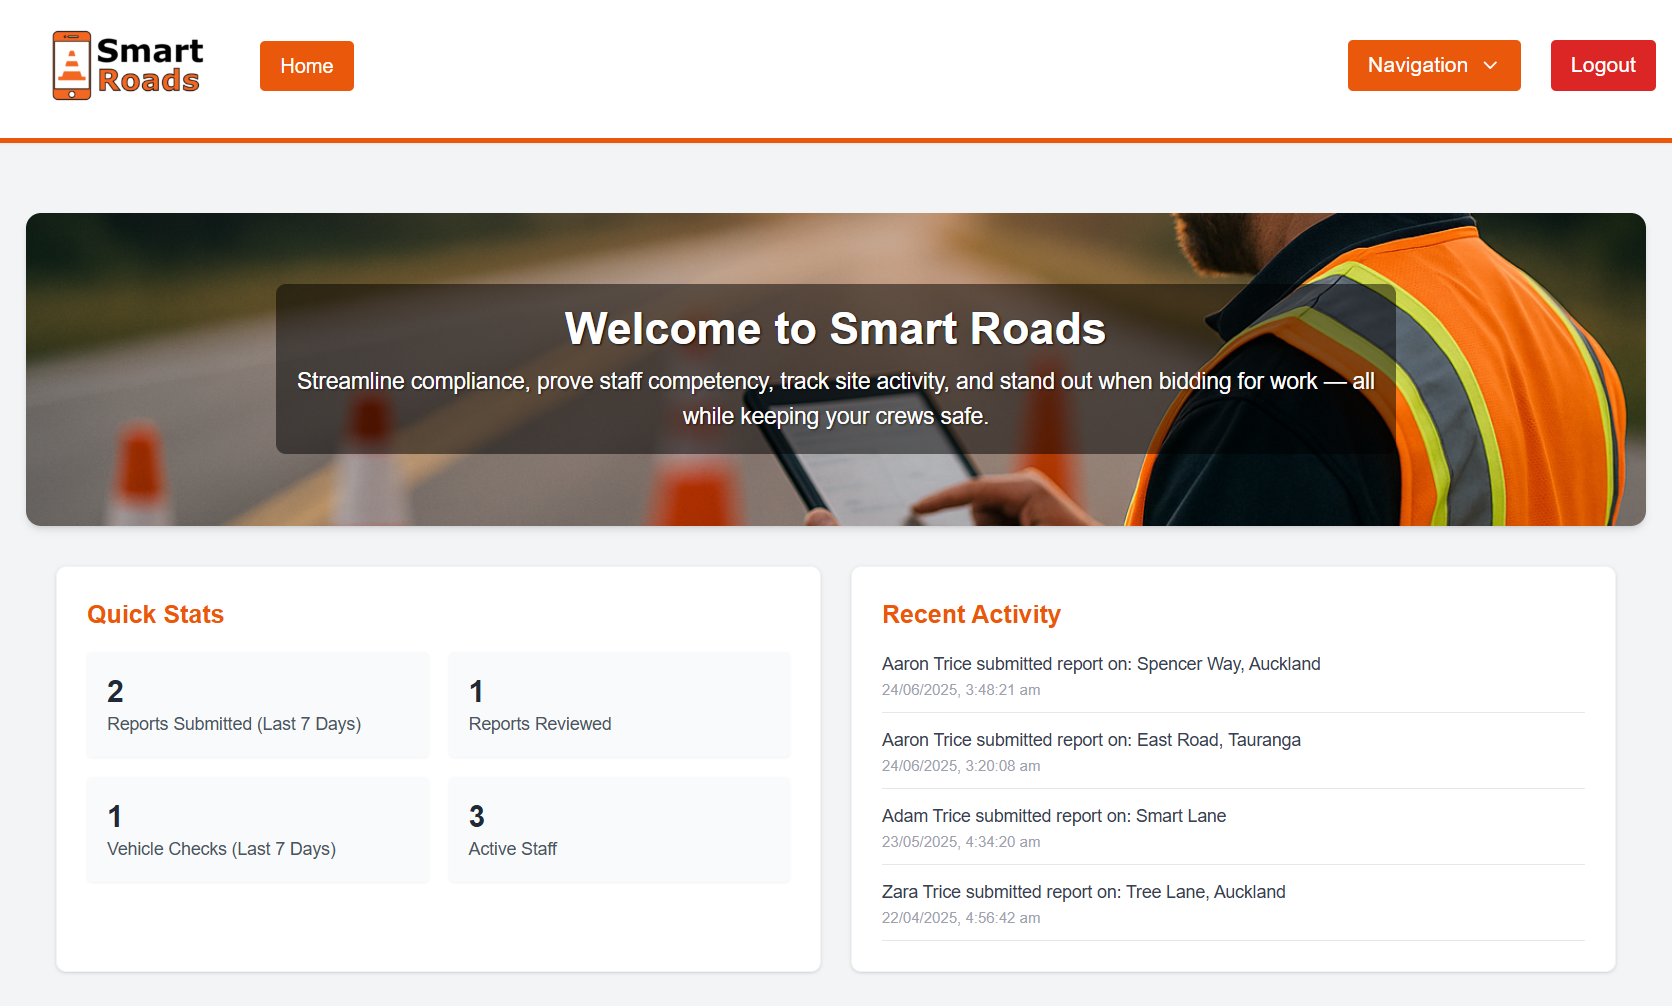 Smart
Roads
Home
Navigation
Logout
Welcome to Smart Roads
Streamline compliance, prove staff competency, track site activity, and stand out when bidding for work — all
while keeping your crews safe.
Quick Stats
2
Reports Submitted (Last 7 Days)
1
Reports Reviewed
1
Vehicle Checks (Last 7 Days)
3
Active Staff
Recent Activity
Aaron Trice submitted report on: Spencer Way, Auckland
24/06/2025, 3:48:21 am
Aaron Trice submitted report on: East Road, Tauranga
24/06/2025, 3:20:08 am
Adam Trice submitted report on: Smart Lane
23/05/2025, 4:34:20 am
Zara Trice submitted report on: Tree Lane, Auckland
22/04/2025, 4:56:42 am